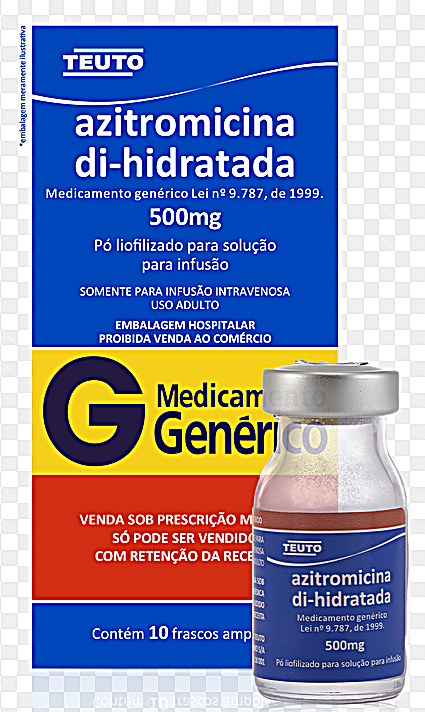 *embalagem meramente ilustrativa
TEUTO
azitromicina
di-hidratada
Medicamento genérico Lei nº 9.787, de 1999.
500mg
Pó liofilizado para solução
para infusão
SOMENTE PARA INFUSÃO INTRAVENOSA
USO ADULTO
EMBALAGEM HOSPITALAR
PROIBIDA VENDA AO COMÉRCIO
G Medicamento
Genérico
VENDA SOB PRESCRIÇÃO M
SÓ PODE SER VENDIDO
COM RETENÇÃO DA RECE
Contém 10 frascos amp
TEUTO
azitromicina
di-hidratada
Medicamento genérico
Lei nº 9.787, de 1999.
500mg
Pó liofilizado para solução para infusão